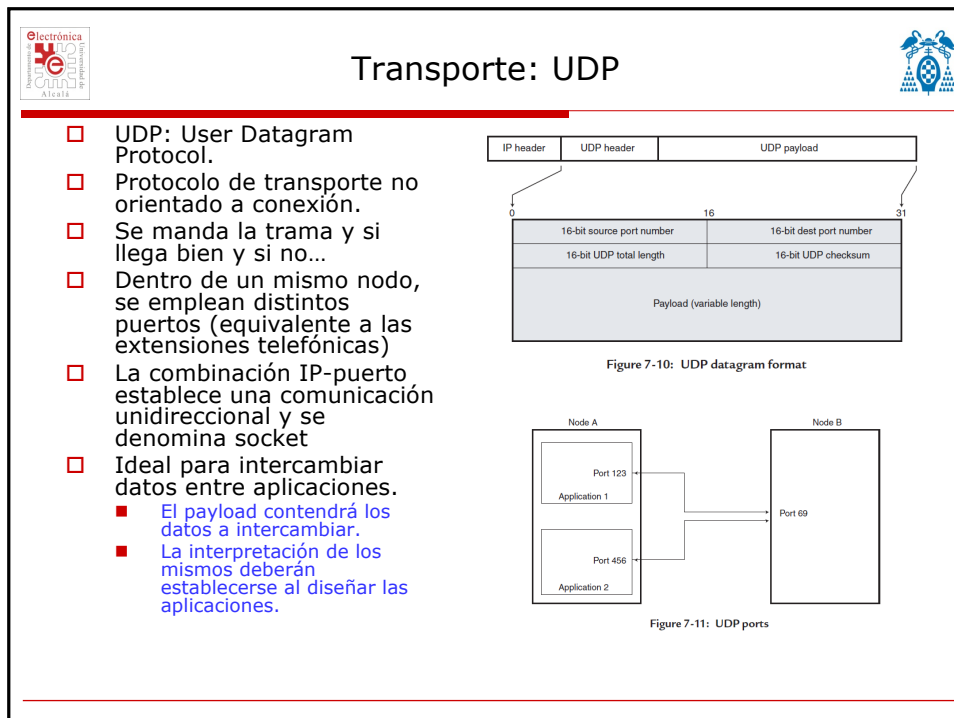 electrónica
Departamento de
Universidad de
Alcalá
Transporte: UDP
UDP: User Datagram
Protocol.
Protocolo de transporte no
orientado a conexión.
Se manda la trama y si
llega bien y si no…
Dentro de un mismo nodo,
se emplean distintos
puertos (equivalente a las
extensiones telefónicas)
La combinación IP-puerto
establece una comunicación
unidireccional y se
denomina socket
Ideal para intercambiar
datos entre aplicaciones.
El payload contendrá los
datos a intercambiar.
La interpretación de los
mismos deberán
establecerse al diseñar las
aplicaciones.
IP header UDP header UDP payload
0 16 31
16-bit source port number 16-bit dest port number
16-bit UDP total length 16-bit UDP checksum
Payload (variable length)
Figure 7-10: UDP datagram format
Node A Node B
Port 123
Application 1
Port 69
Port 456
Application 2
Figure 7-11: UDP ports